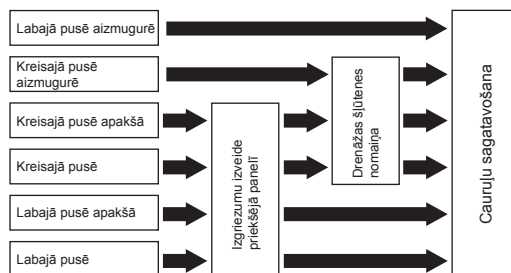 Labajā pusē aizmugurē
Kreisajā pusē
aizmugurē
Kreisajā pusē apakšā
Kreisajā pusē
Labajā pusē apakšā
Labajā pusē
Izgriezumu izveide
priekšējā panelī
Drenāžas šļūtenes
nomaiņa
Cauruļu sagatavošana